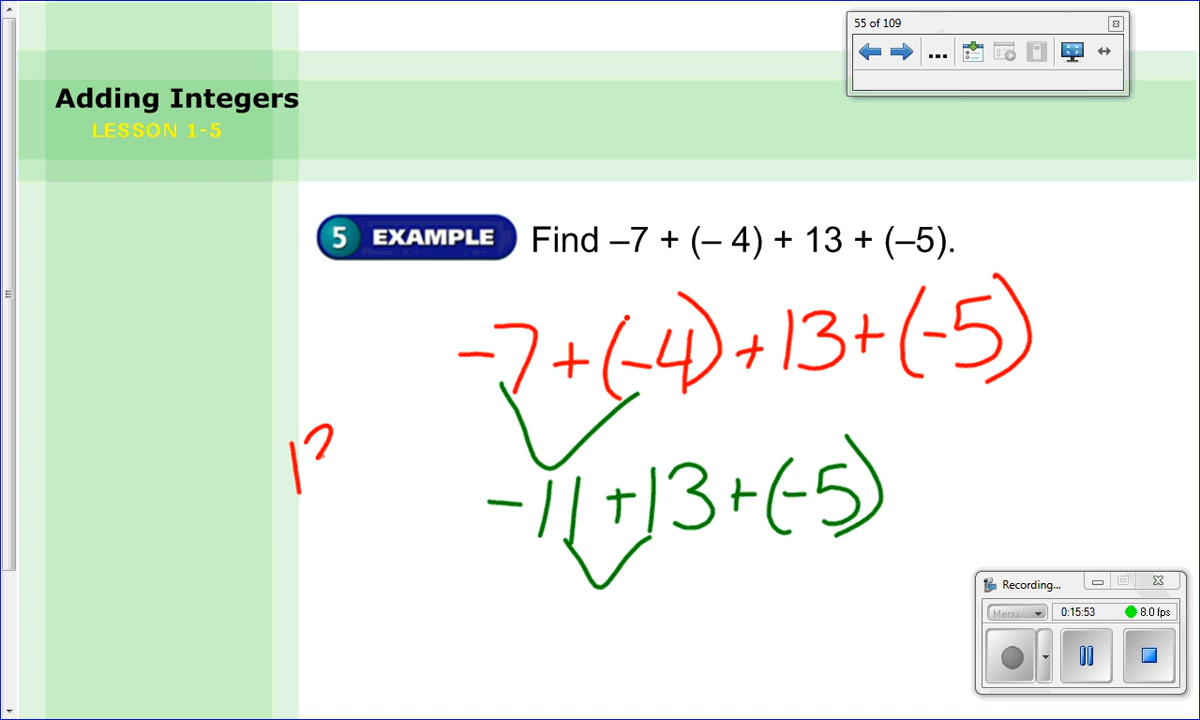 55 of 109
Adding Integers
LESSON 1-5
5 EXAMPLE Find –7 + (– 4) + 13 + (–5).
-7+(-4)+13+(-5)
-11+13+(-5)
Recording...
Menu 0:15:53 8.0 fps